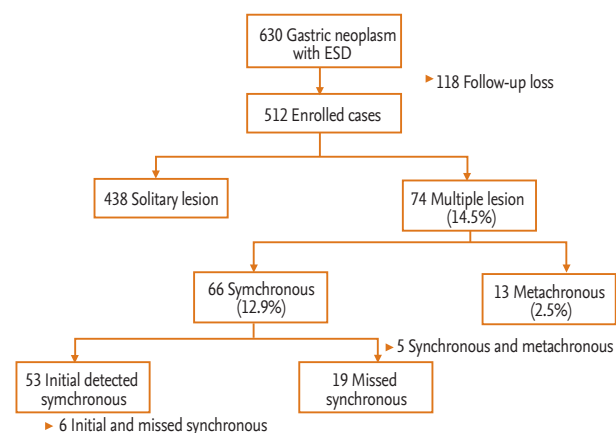 630 Gastric neoplasm
with ESD
118 Follow-up loss
512 Enrolled cases
438 Solitary lesion
74 Multiple lesion
(14.5%)
66 Symchronous
(12.9%)
13 Metachronous
(2.5%)
5 Synchronous and metachronous
53 Initial detected
symchronous
19 Missed
synchronous
6 Initial and missed synchronous